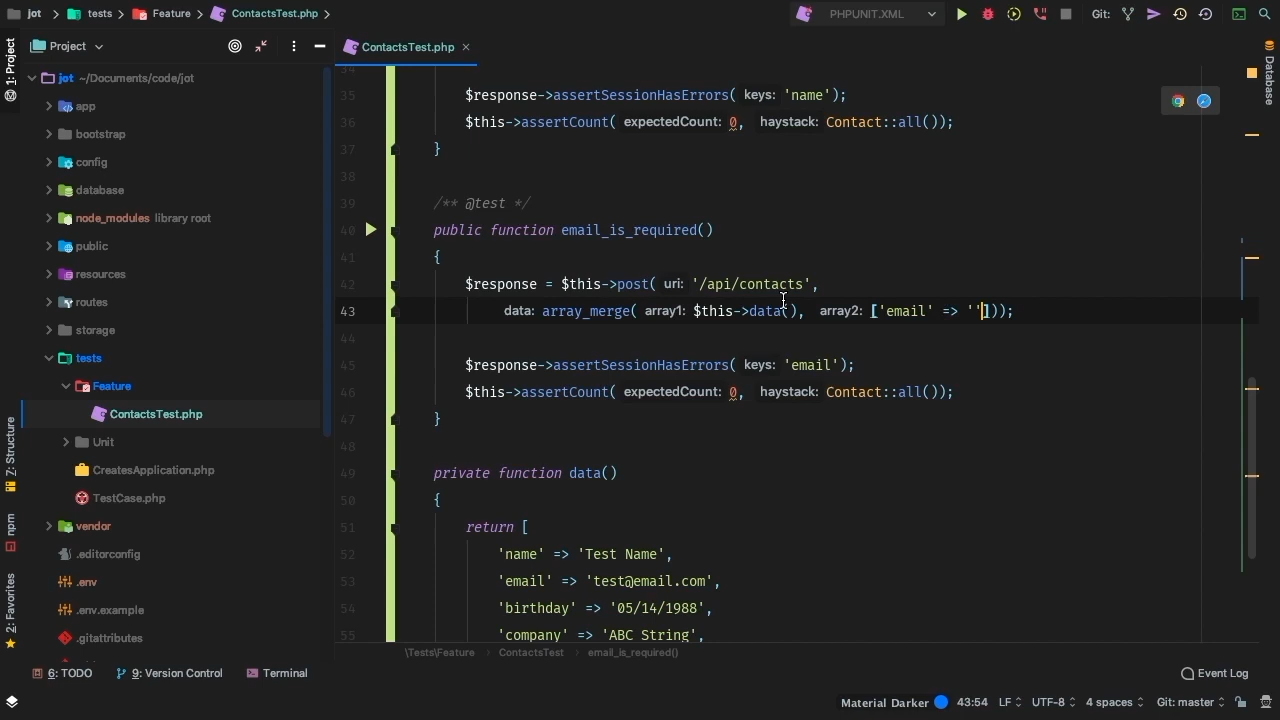 jot tests Feature ContactsTest.php PHPUNIT.XML Git:
1: Project
Project
ContactsTest.php
Database
jot ~/Documents/code/jot
app
bootstrap
config
database
node_modules library root
public
resources
routes
storage
tests
Feature
ContactsTest.php
Unit
CreatesApplication.php
TestCase.php
vendor
.editorconfig
.env
.env.example
.gitattributes
7: Structure
npm
2: Favorites
34
35 $response->assertSessionHasErrors( keys: 'name');
36 $this->assertCount( expectedCount: 0, haystack: Contact::all());
37 }
38
39 /** @test */
40 public function email_is_required()
41 {
42 $response = $this->post( uri: '/api/contacts',
43 data: array_merge( array1: $this->data(), array2: ['email' => '']));
44
45 $response->assertSessionHasErrors( keys: 'email');
46 $this->assertCount( expectedCount: 0, haystack: Contact::all());
47 }
48
49 private function data()
50 {
51 return [
52 'name' => 'Test Name',
53 'email' => 'test@email.com',
54 'birthday' => '05/14/1988',
55 'company' => 'ABC String',
\Tests\Feature ContactsTest email_is_required()
6: TODO 9: Version Control Terminal Event Log
Material Darker 43:54 LF UTF-8 4 spaces Git: master